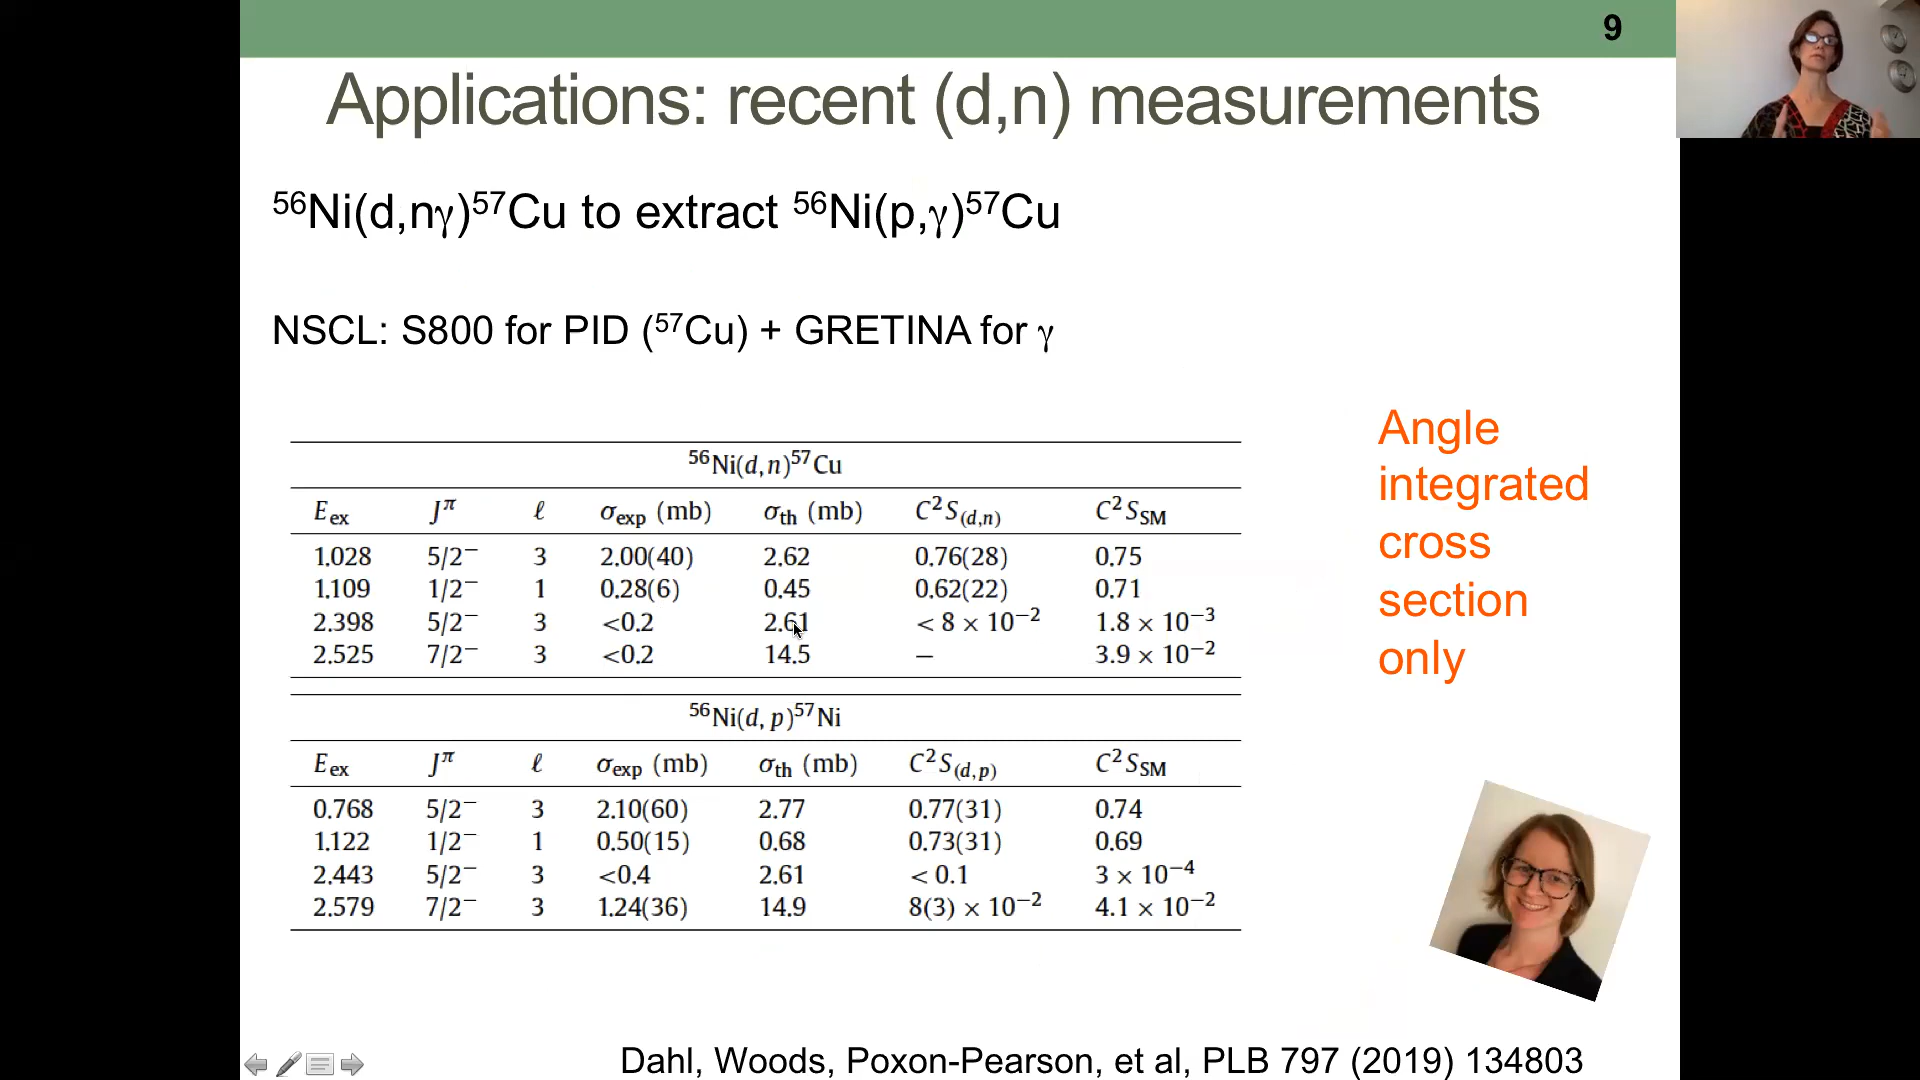 9
Applications: recent (d,n) measurements
⁵⁶Ni(d,nγ)⁵⁷Cu to extract ⁵⁶Ni(p,γ)⁵⁷Cu
NSCL: S800 for PID (⁵⁷Cu) + GRETINA for γ
⁵⁶Ni(d, n)⁵⁷Cu
E_ex J^π ℓ σ_exp (mb) σ_th (mb) C²S_(d,n) C²S_SM
1.028 5/2⁻ 3 2.00(40) 2.62 0.76(28) 0.75
1.109 1/2⁻ 1 0.28(6) 0.45 0.62(22) 0.71
2.398 5/2⁻ 3 <0.2 2.61 < 8 × 10⁻² 1.8 × 10⁻³
2.525 7/2⁻ 3 <0.2 14.5 – 3.9 × 10⁻²
⁵⁶Ni(d, p)⁵⁷Ni
E_ex J^π ℓ σ_exp (mb) σ_th (mb) C²S_(d,p) C²S_SM
0.768 5/2⁻ 3 2.10(60) 2.77 0.77(31) 0.74
1.122 1/2⁻ 1 0.50(15) 0.68 0.73(31) 0.69
2.443 5/2⁻ 3 <0.4 2.61 < 0.1 3 × 10⁻⁴
2.579 7/2⁻ 3 1.24(36) 14.9 8(3) × 10⁻² 4.1 × 10⁻²
Angle
integrated
cross
section
only
Dahl, Woods, Poxon-Pearson, et al, PLB 797 (2019) 134803